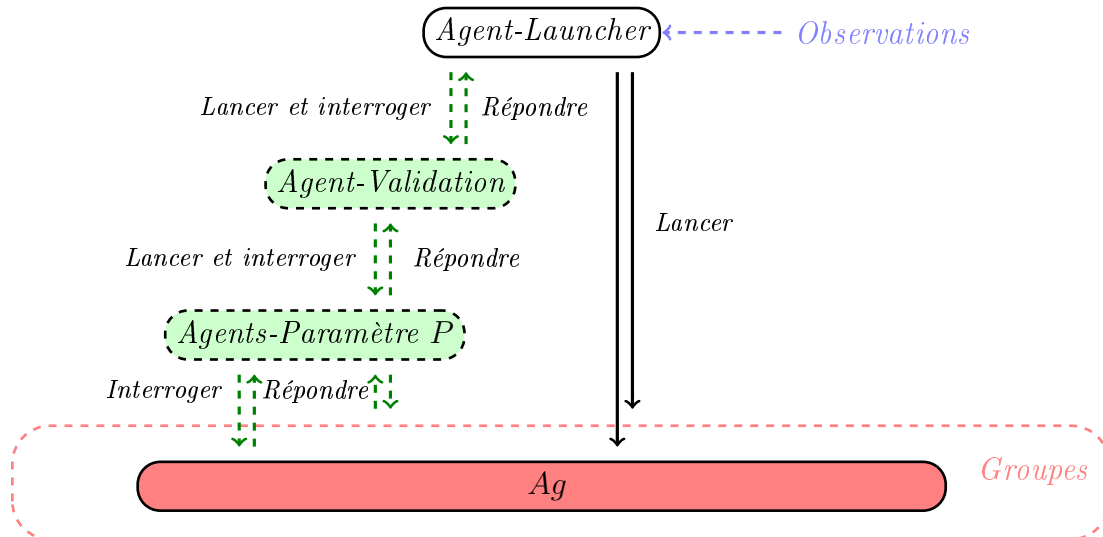 Agent-Launcher
Observations
Lancer et interroger
Répondre
Agent-Validation
Lancer
Lancer et interroger
Répondre
Agents-Paramètre P
Interroger
Répondre
Groupes
Ag